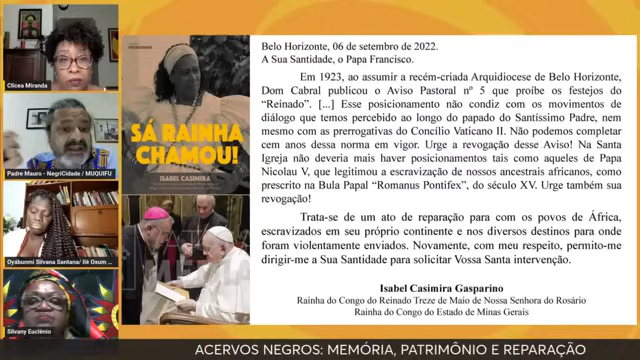 Clícea Miranda
Padre Mauro - NegriCidade / MUQUIFU
Oyábunmi Silvana Santana/ Ilê Oxum ...
Silvany Euclênio
SÁ RAINHA
CHAMOU!
ISABEL CASIMIRA
Belo Horizonte, 06 de setembro de 2022.
A Sua Santidade, o Papa Francisco.
Em 1923, ao assumir a recém-criada Arquidiocese de Belo Horizonte,
Dom Cabral publicou o Aviso Pastoral nº 5 que proíbe os festejos do
“Reinado”. [...] Esse posicionamento não condiz com os movimentos de
diálogo que temos percebido ao longo do papado do Santíssimo Padre, nem
mesmo com as prerrogativas do Concílio Vaticano II. Não podemos completar
cem anos dessa norma em vigor. Urge a revogação desse Aviso! Na Santa
Igreja não deveria mais haver posicionamentos tais como aqueles de Papa
Nicolau V, que legitimou a escravização de nossos ancestrais africanos, como
prescrito na Bula Papal “Romanus Pontifex”, do século XV. Urge também sua
revogação!
Trata-se de um ato de reparação para com os povos de África,
escravizados em seu próprio continente e nos diversos destinos para onde
foram violentamente enviados. Novamente, com meu respeito, permito-me
dirigir-me a Sua Santidade para solicitar Vossa Santa intervenção.
Isabel Casimira Gasparino
Rainha do Congo do Reinado Treze de Maio de Nossa Senhora do Rosário
Rainha do Congo do Estado de Minas Gerais
ACERVOS NEGROS: MEMÓRIA, PATRIMÔNIO E REPARAÇÃO